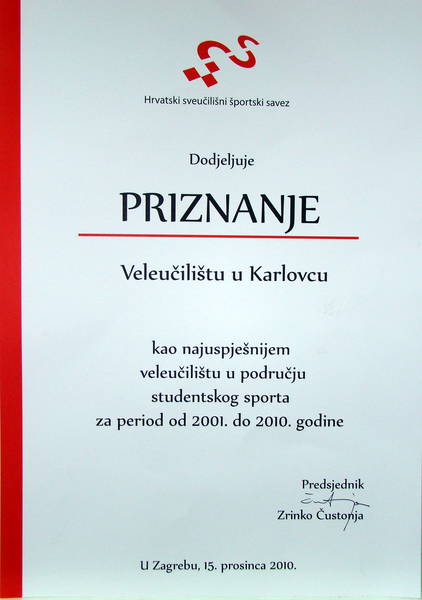 Hrvatski sveučilišni športski savez
Dodjeljuje
PRIZNANJE
Veleučilištu u Karlovcu
kao najuspješnijem
veleučilištu u području
studentskog sporta
za period od 2001. do 2010. godine
Predsjednik
Zrinko Čustonja
U Zagrebu, 15. prosinca 2010.